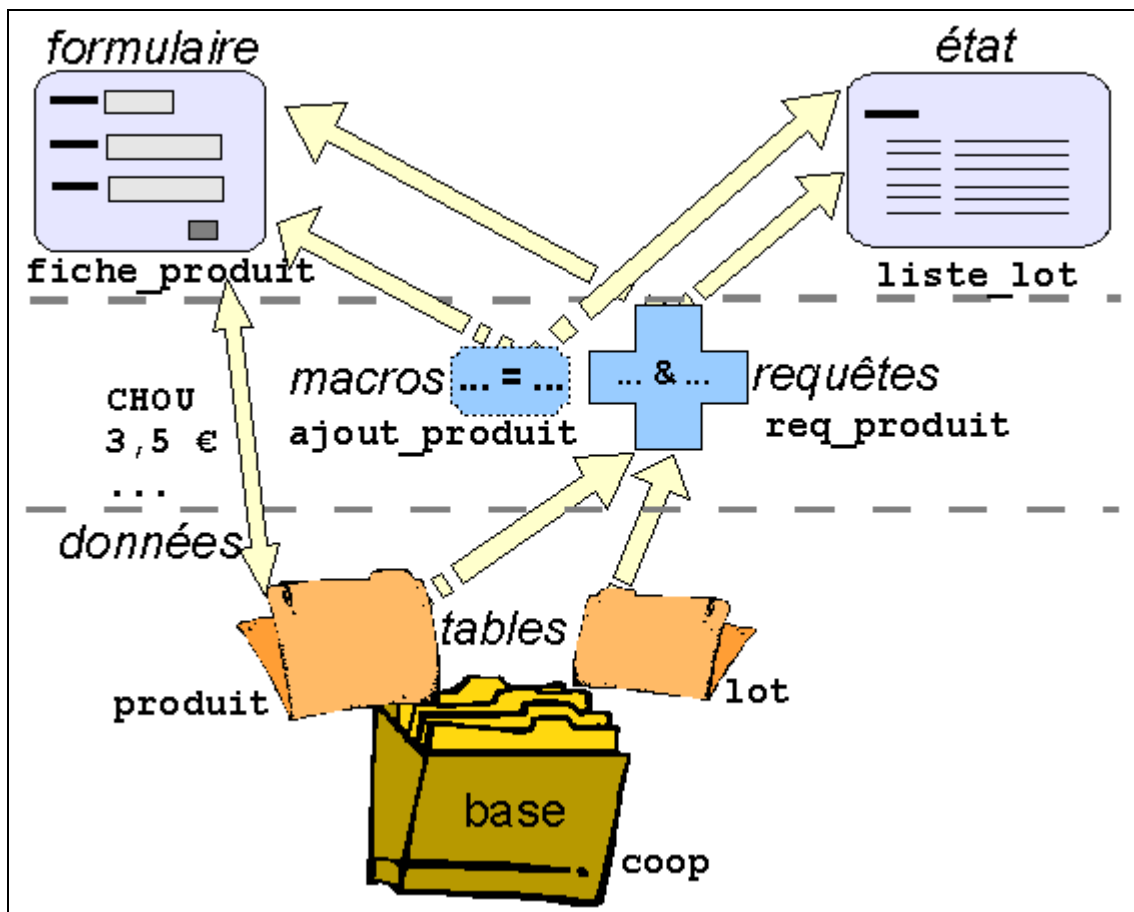 formulaire
état
fiche_produit
liste_lot
macros
... = ...
... & ...
requêtes
ajout_produit
req_produit
CHOU
3,5 €
...
données
tables
produit
lot
base
coop